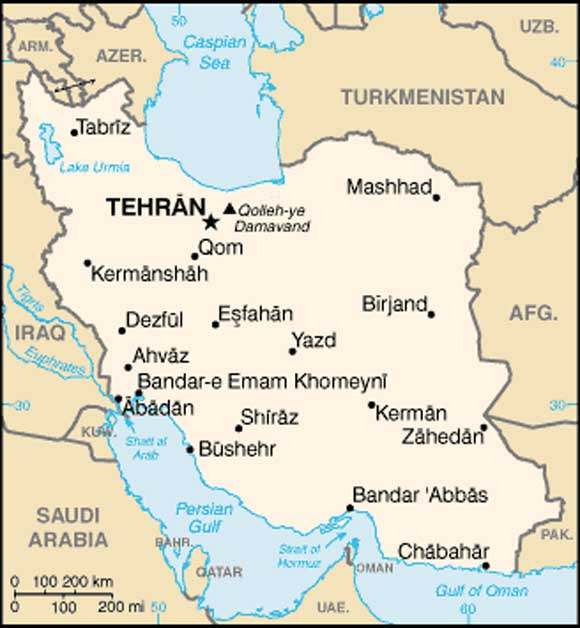 50
ARM.
AZER.
Caspian
Sea
UZB.
40
40
TURKMENISTAN
Tabrīz
Lake Urmia
Mashhad
TEHRĀN
Qolleh-ye
Damavand
Qom
Kermānshāh
Tigris
Bīrjand
AFG.
Eşfahān
Dezfūl
IRAQ
Yazd
Euphrates
Ahvāz
Bandar-e Emam Khomeynī
Ābādān
30
30
Shīrāz
Kermān
KUW.
Zāhedān
Shatt al
Arab
Būshehr
Bandar 'Abbās
Persian
Gulf
SAUDI
ARABIA
PAK.
BAHR.
Strait of
Hormuz
Chābahār
QATAR
OMAN
0 100 200 km
Gulf of Oman
0 100 200 mi
50
UAE.
60